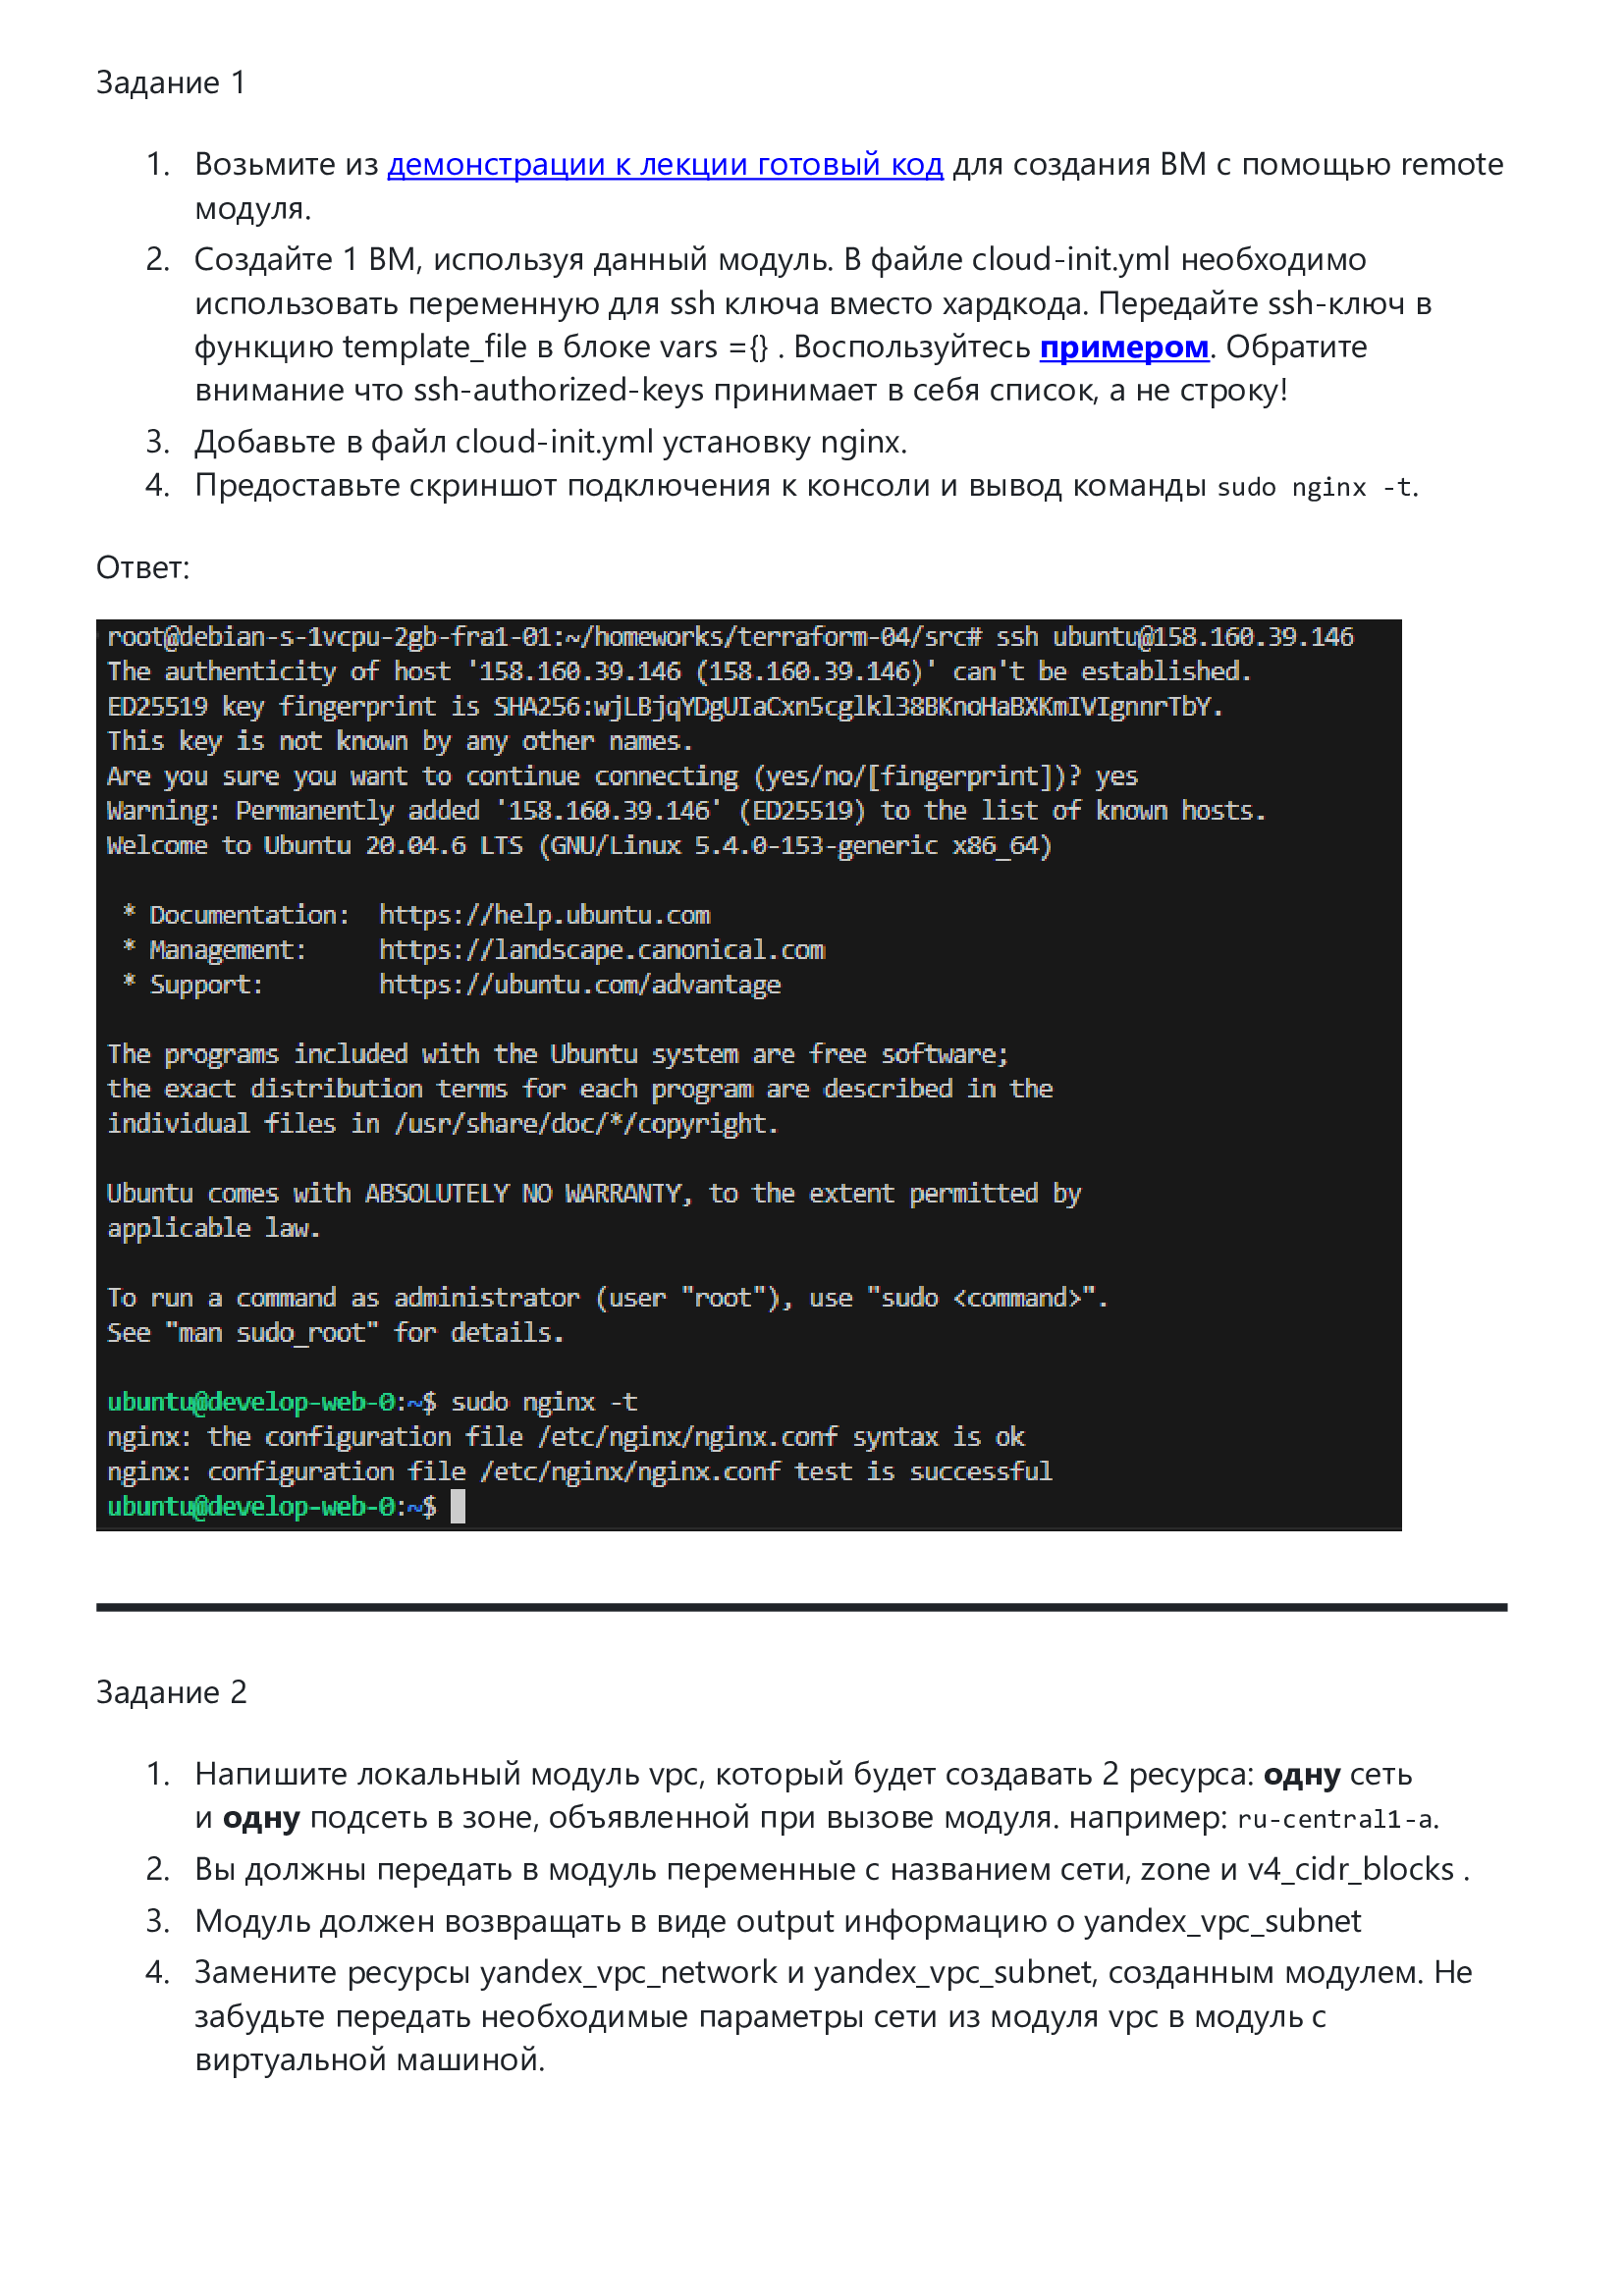 Задание 1
1. Возьмите из демонстрации к лекции готовый код для создания ВМ с помощью remote
модуля.
2. Создайте 1 ВМ, используя данный модуль. В файле cloud-init.yml необходимо
использовать переменную для ssh ключа вместо хардкода. Передайте ssh-ключ в
функцию template_file в блоке vars ={} . Воспользуйтесь примером. Обратите
внимание что ssh-authorized-keys принимает в себя список, а не строку!
3. Добавьте в файл cloud-init.yml установку nginx.
4. Предоставьте скриншот подключения к консоли и вывод команды sudo nginx -t.
Ответ:
root@debian-s-1vcpu-2gb-fra1-01:~/homeworks/terraform-04/src# ssh ubuntu@158.160.39.146
The authenticity of host '158.160.39.146 (158.160.39.146)' can't be established.
ED25519 key fingerprint is SHA256:wjLBjqYDgUIaCxn5cglkl38BKnoHaBXKmIVIgnnrTbY.
This key is not known by any other names.
Are you sure you want to continue connecting (yes/no/[fingerprint])? yes
Warning: Permanently added '158.160.39.146' (ED25519) to the list of known hosts.
Welcome to Ubuntu 20.04.6 LTS (GNU/Linux 5.4.0-153-generic x86_64)
* Documentation:  https://help.ubuntu.com
* Management:     https://landscape.canonical.com
* Support:        https://ubuntu.com/advantage
The programs included with the Ubuntu system are free software;
the exact distribution terms for each program are described in the
individual files in /usr/share/doc/*/copyright.
Ubuntu comes with ABSOLUTELY NO WARRANTY, to the extent permitted by
applicable law.
To run a command as administrator (user "root"), use "sudo <command>".
See "man sudo_root" for details.
ubuntu@develop-web-0:~$ sudo nginx -t
nginx: the configuration file /etc/nginx/nginx.conf syntax is ok
nginx: configuration file /etc/nginx/nginx.conf test is successful
ubuntu@develop-web-0:~$
Задание 2
1. Напишите локальный модуль vpc, который будет создавать 2 ресурса: одну сеть
и одну подсеть в зоне, объявленной при вызове модуля. например: ru-central1-a.
2. Вы должны передать в модуль переменные с названием сети, zone и v4_cidr_blocks .
3. Модуль должен возвращать в виде output информацию о yandex_vpc_subnet
4. Замените ресурсы yandex_vpc_network и yandex_vpc_subnet, созданным модулем. Не
забудьте передать необходимые параметры сети из модуля vpc в модуль с
виртуальной машиной.